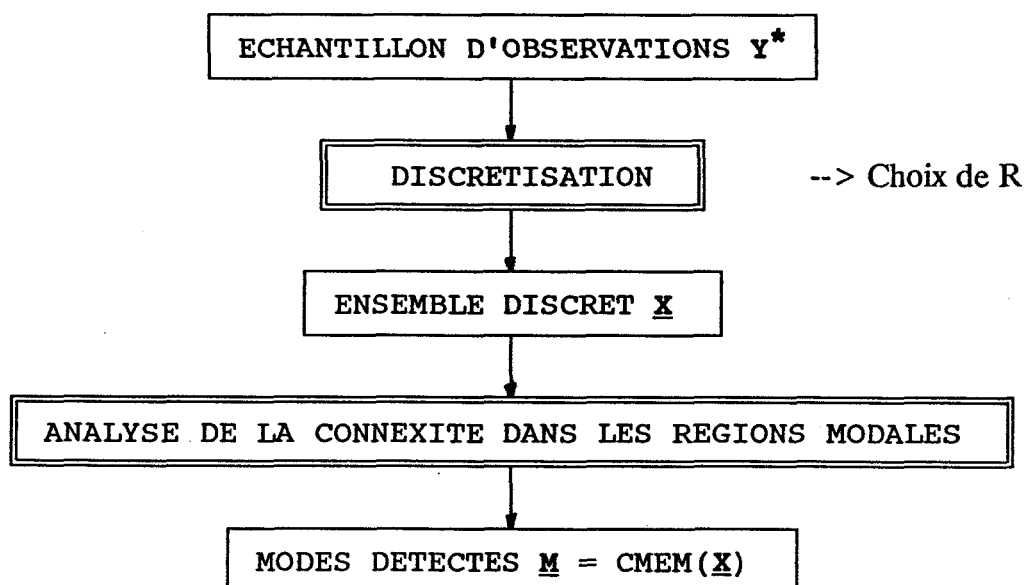 ECHANTILLON D'OBSERVATIONS Y*
DISCRETISATION
--> Choix de R
ENSEMBLE DISCRET X
ANALYSE DE LA CONNEXITE DANS LES REGIONS MODALES
MODES DETECTES M = CMEM(X)